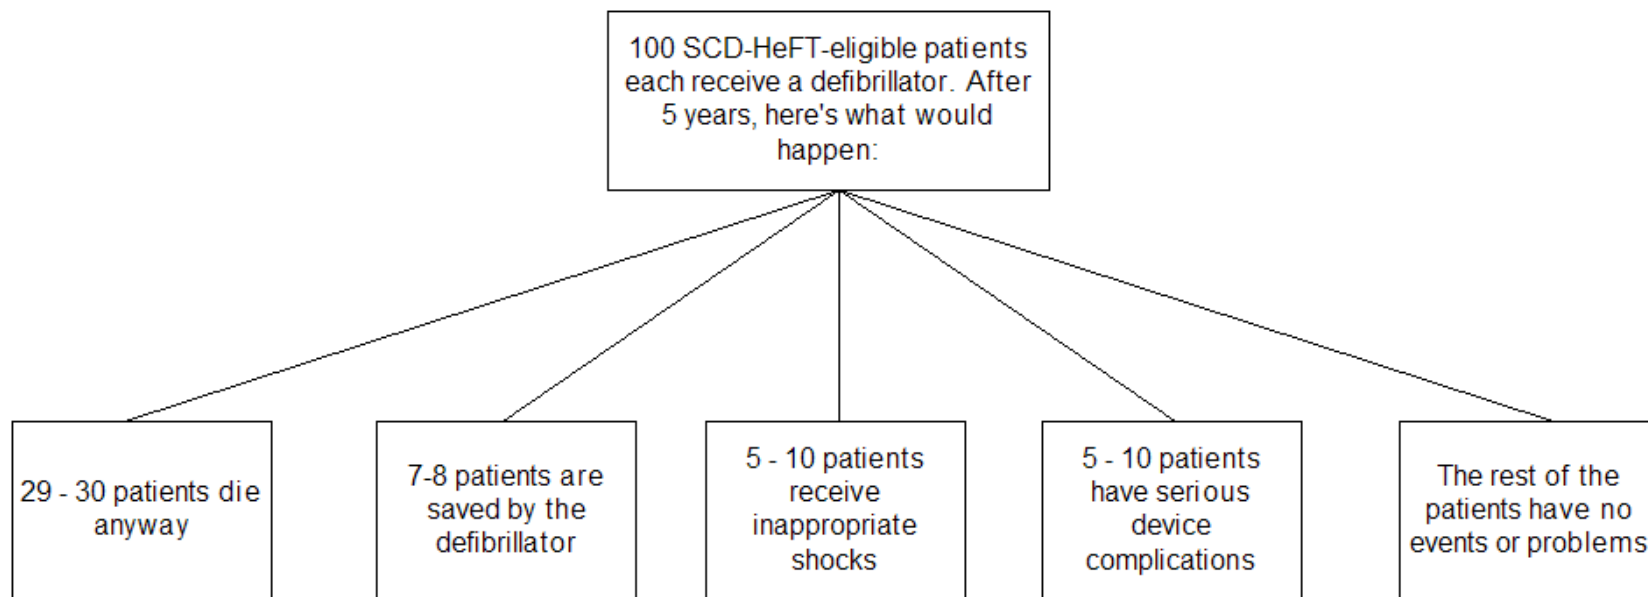 100 SCD-HeFT-eligible patients
each receive a defibrillator. After
5 years, here's what would
happen:
29 - 30 patients die
anyway
7-8 patients are
saved by the
defibrillator
5 - 10 patients
receive
inappropriate
shocks
5 - 10 patients
have serious
device
complications
The rest of the
patients have no
events or problems